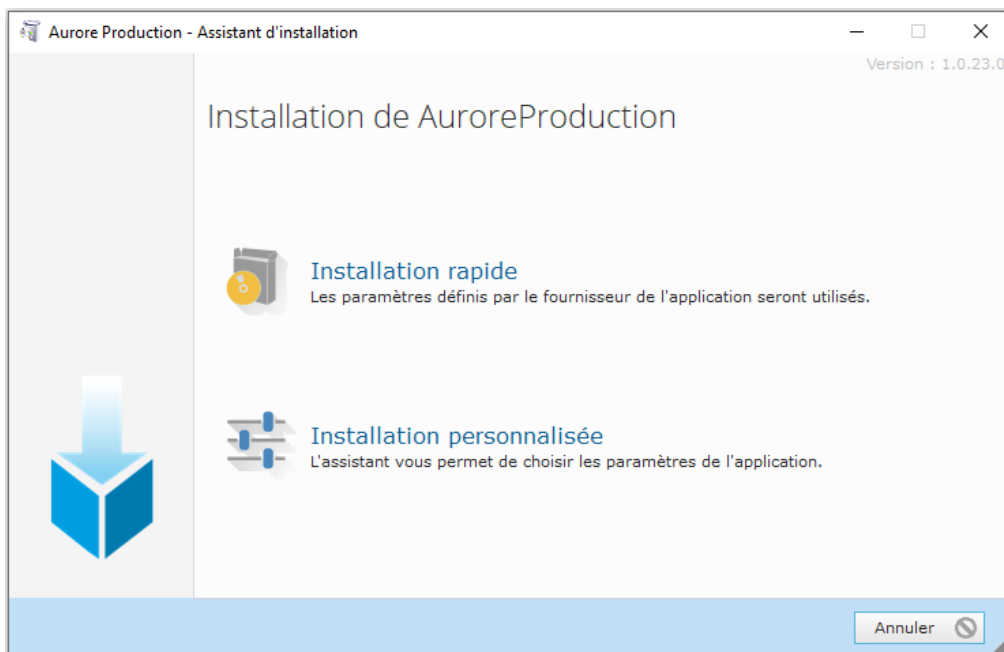 Aurore Production - Assistant d'installation
Version : 1.0.23.0
Installation de AuroreProduction
Installation rapide
Les paramètres définis par le fournisseur de l'application seront utilisés.
Installation personnalisée
L'assistant vous permet de choisir les paramètres de l'application.
Annuler